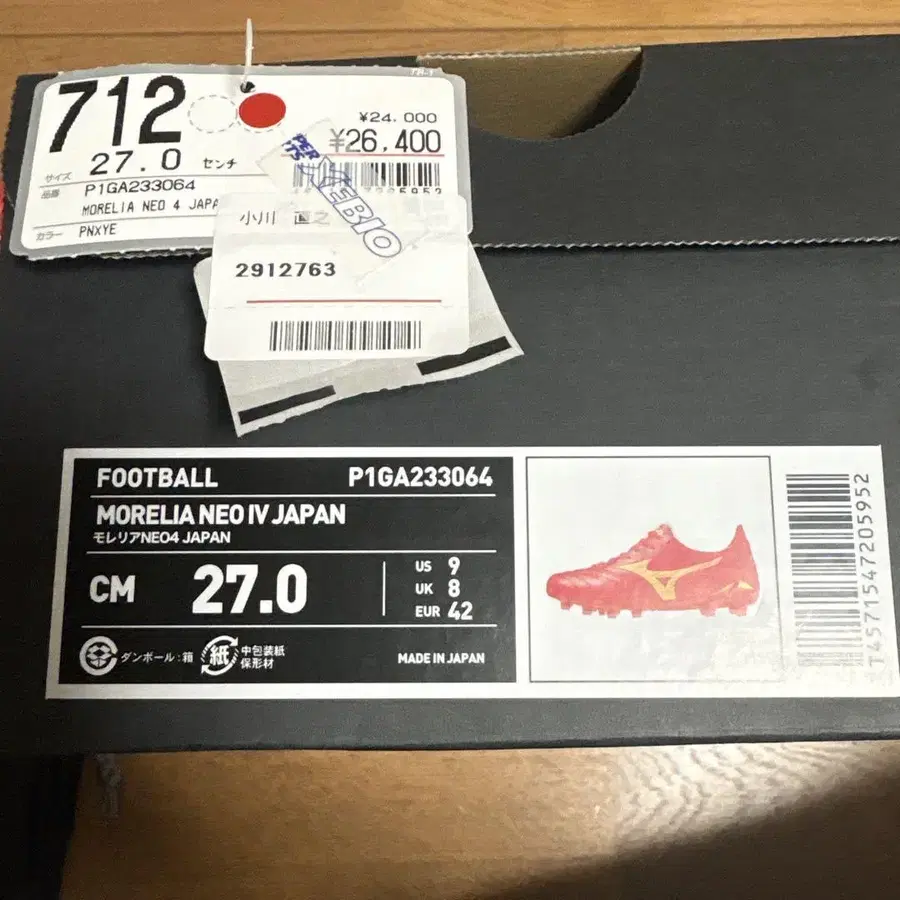 712
¥24.000
¥26,400
サイズ 27.0 センチ
品番 P1GA233064
MORELIA NEO 4 JAPA
カラー PNXYE
XEBIO
小川 直之
2912763
FOOTBALL P1GA233064
MORELIA NEO IV JAPAN
モレリアNEO4 JAPAN
CM 27.0
US 9
UK 8
EUR 42
ダンボール:箱
紙 中包装紙
保形材
MADE IN JAPAN
T4571547205952